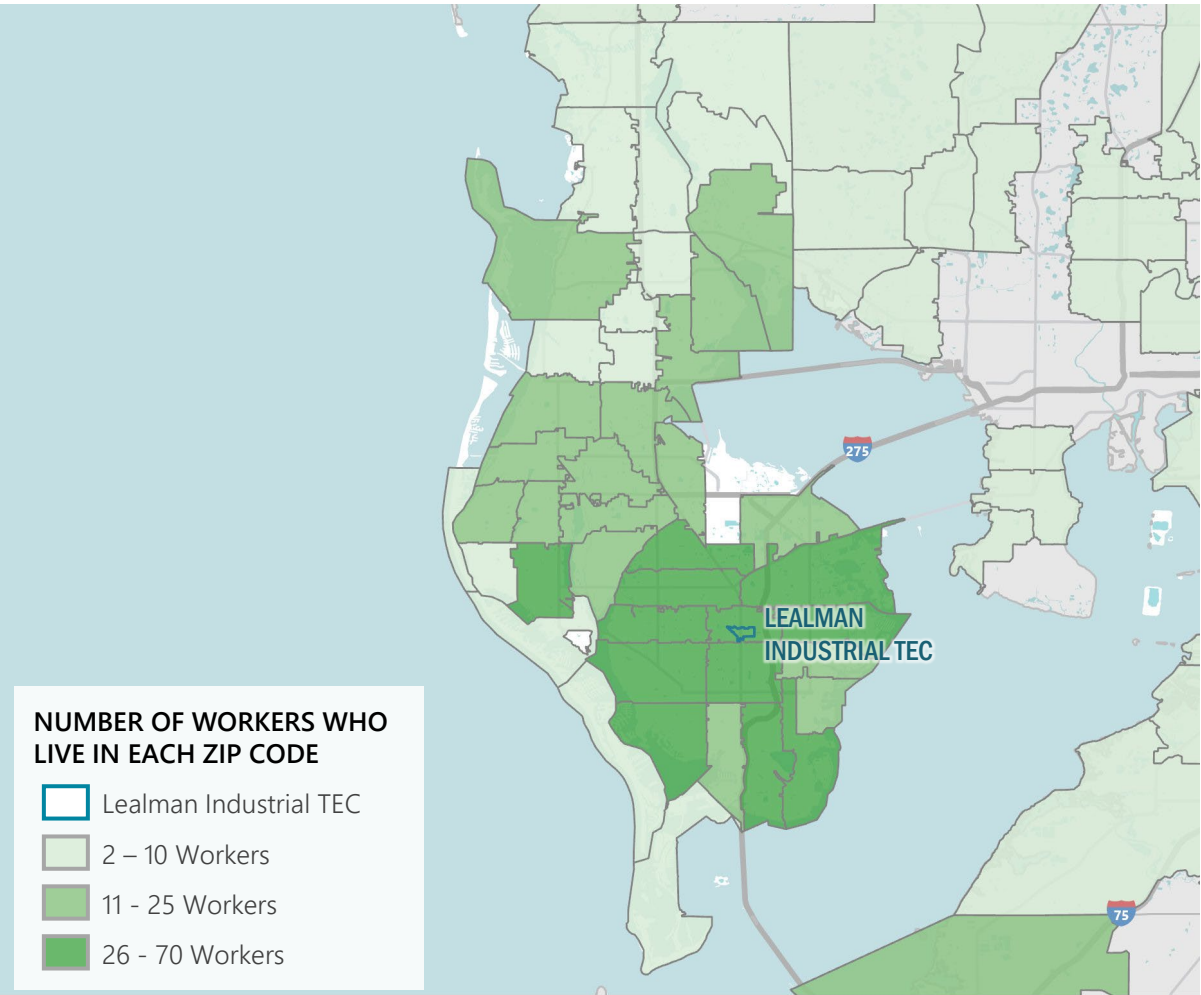 275
LEALMAN
INDUSTRIAL TEC
NUMBER OF WORKERS WHO
LIVE IN EACH ZIP CODE
Lealman Industrial TEC
2 – 10 Workers
11 - 25 Workers
26 - 70 Workers
75